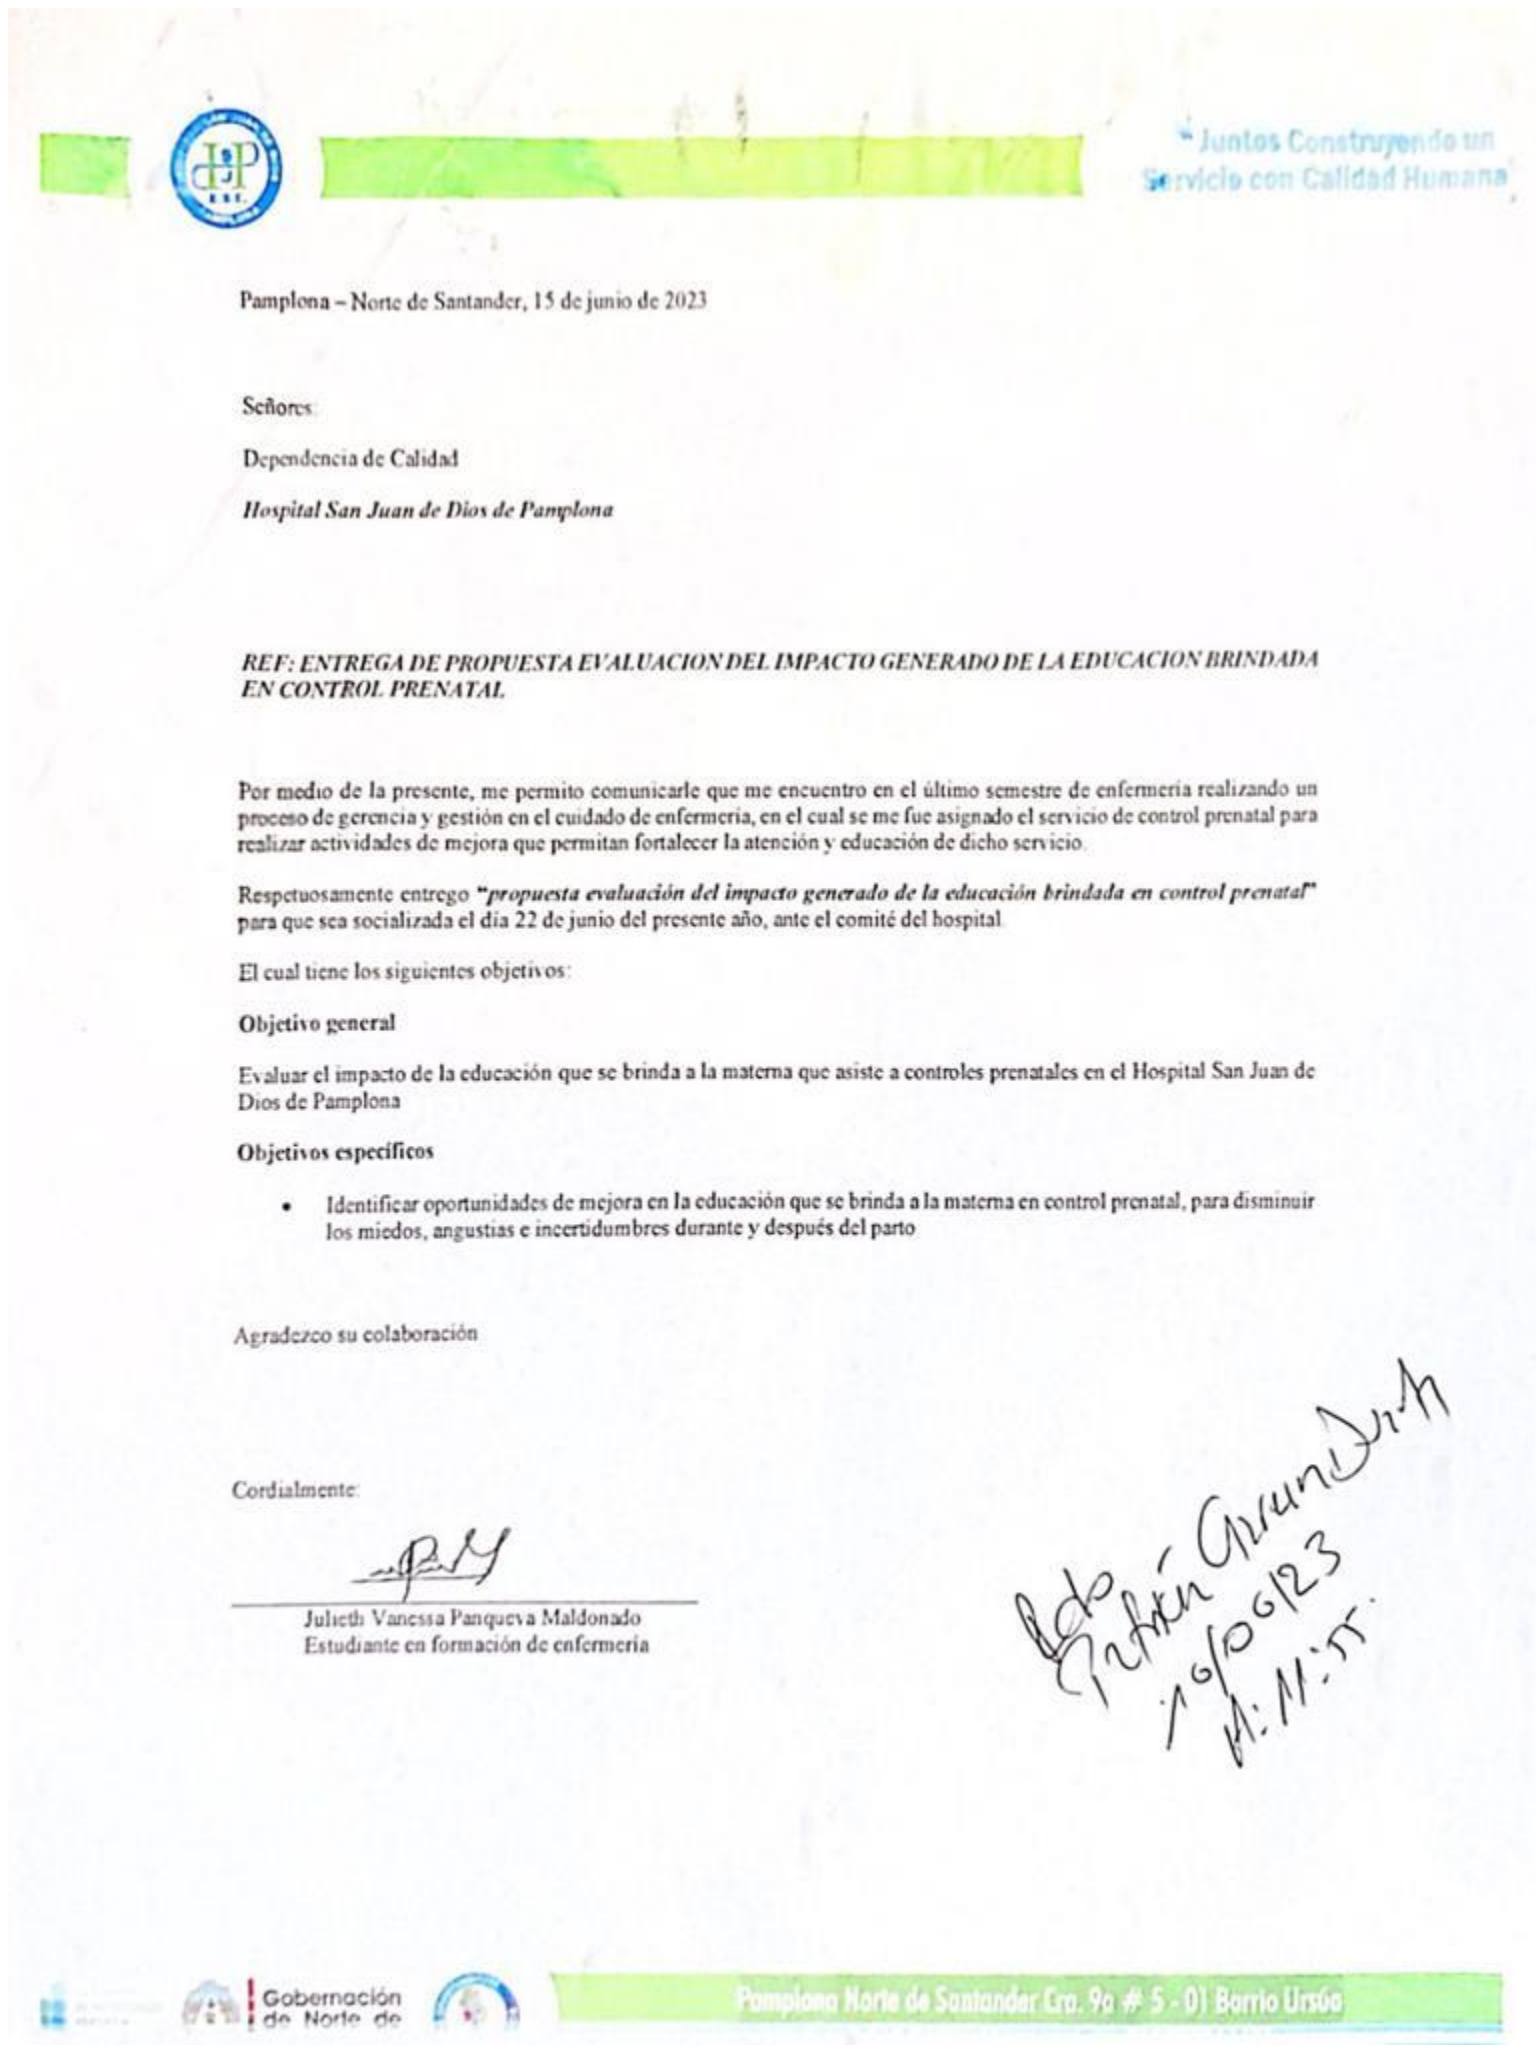 "Juntos Construyendo un
Servicio con Calidad Humana"
Pamplona – Norte de Santander, 15 de junio de 2023
Señores:
Dependencia de Calidad
Hospital San Juan de Dios de Pamplona
REF: ENTREGA DE PROPUESTA EVALUACION DEL IMPACTO GENERADO DE LA EDUCACION BRINDADA
EN CONTROL PRENATAL
Por medio de la presente, me permito comunicarle que me encuentro en el último semestre de enfermería realizando un
proceso de gerencia y gestión en el cuidado de enfermería, en el cual se me fue asignado el servicio de control prenatal para
realizar actividades de mejora que permitan fortalecer la atención y educación de dicho servicio.
Respetuosamente entrego "propuesta evaluación del impacto generado de la educación brindada en control prenatal"
para que sea socializada el día 22 de junio del presente año, ante el comité del hospital.
El cual tiene los siguientes objetivos:
Objetivo general
Evaluar el impacto de la educación que se brinda a la materna que asiste a controles prenatales en el Hospital San Juan de
Dios de Pamplona
Objetivos específicos
• Identificar oportunidades de mejora en la educación que se brinda a la materna en control prenatal, para disminuir
los miedos, angustias e incertidumbres durante y después del parto
Agradezco su colaboración
Cordialmente:
Julieth Vanessa Panqueva Maldonado
Estudiante en formación de enfermería
H: 11:55.
Gobernación
de Norte de
Pamplona Norte de Santander Cra. 9a # 5 - 01 Barrio Ursúa